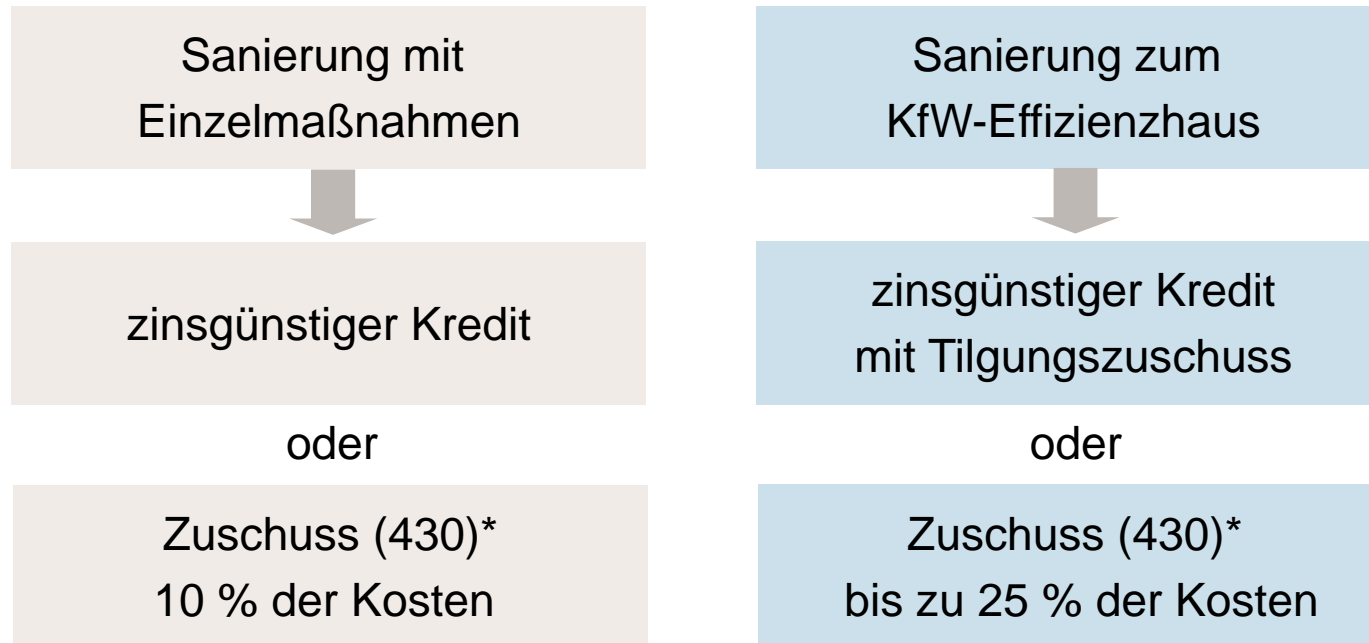 Sanierung mit
Einzelmaßnahmen
zinsgünstiger Kredit
oder
Zuschuss (430)*
10 % der Kosten
Sanierung zum
KfW-Effizienzhaus
zinsgünstiger Kredit
mit Tilgungszuschuss
oder
Zuschuss (430)*
bis zu 25 % der Kosten